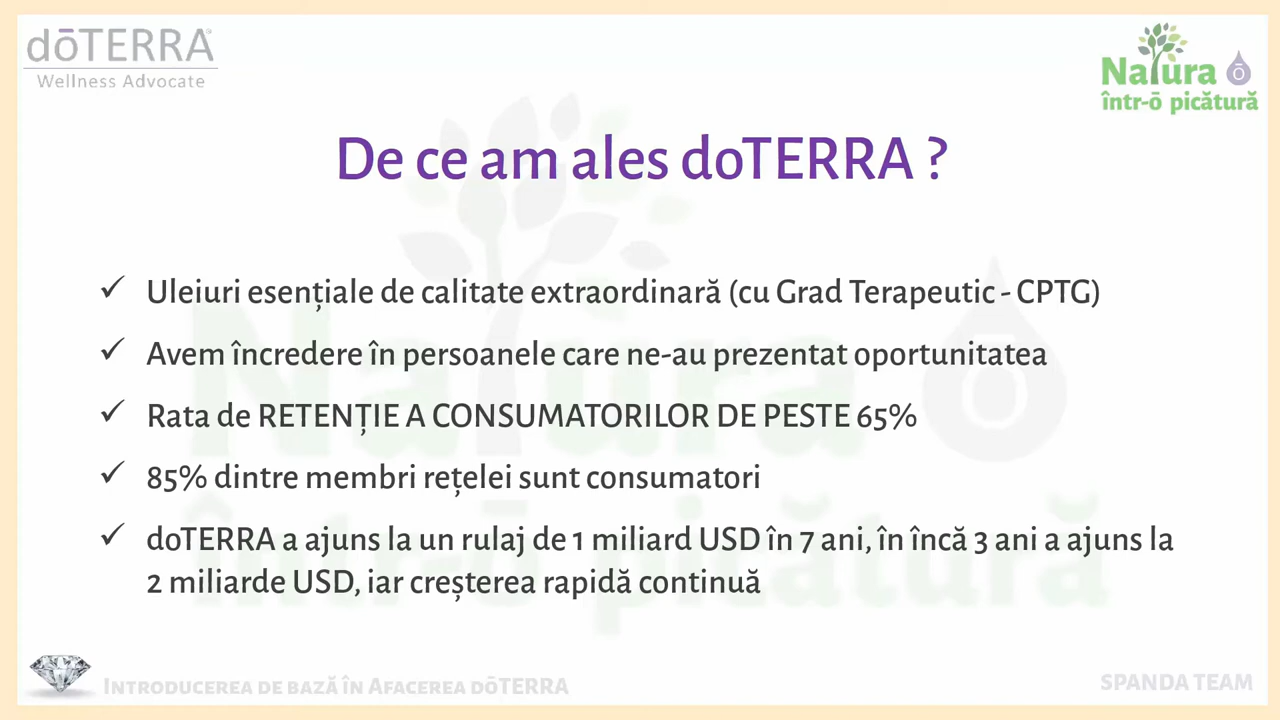 dōTERRA
Wellness Advocate
Natura ō
într-ō picătură
De ce am ales doTERRA ?
✓ Uleiuri esențiale de calitate extraordinară (cu Grad Terapeutic - CPTG)
✓ Avem încredere în persoanele care ne-au prezentat oportunitatea
✓ Rata de RETENȚIE A CONSUMATORILOR DE PESTE 65%
✓ 85% dintre membri rețelei sunt consumatori
✓ doTERRA a ajuns la un rulaj de 1 miliard USD în 7 ani, în încă 3 ani a ajuns la
2 miliarde USD, iar creșterea rapidă continuă
Natura ō
într-ō picătură
INTRODUCEREA DE BAZĂ ÎN AFACEREA DŌTERRA
SPANDA TEAM